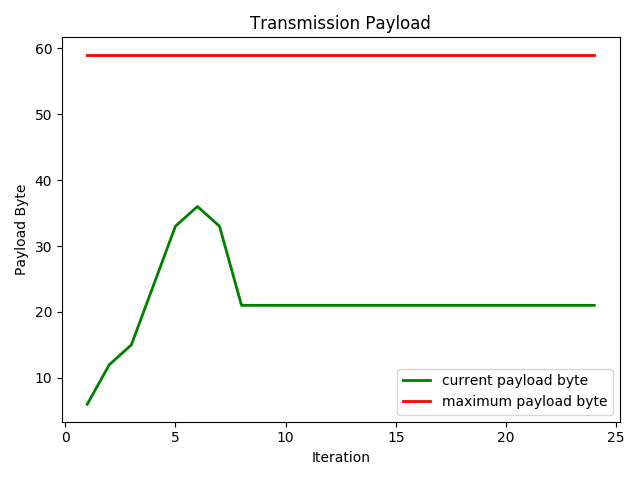 Transmission Payload
60
50
40
30
20
10
Payload Byte
0
5
10
15
20
25
Iteration
current payload byte
maximum payload byte